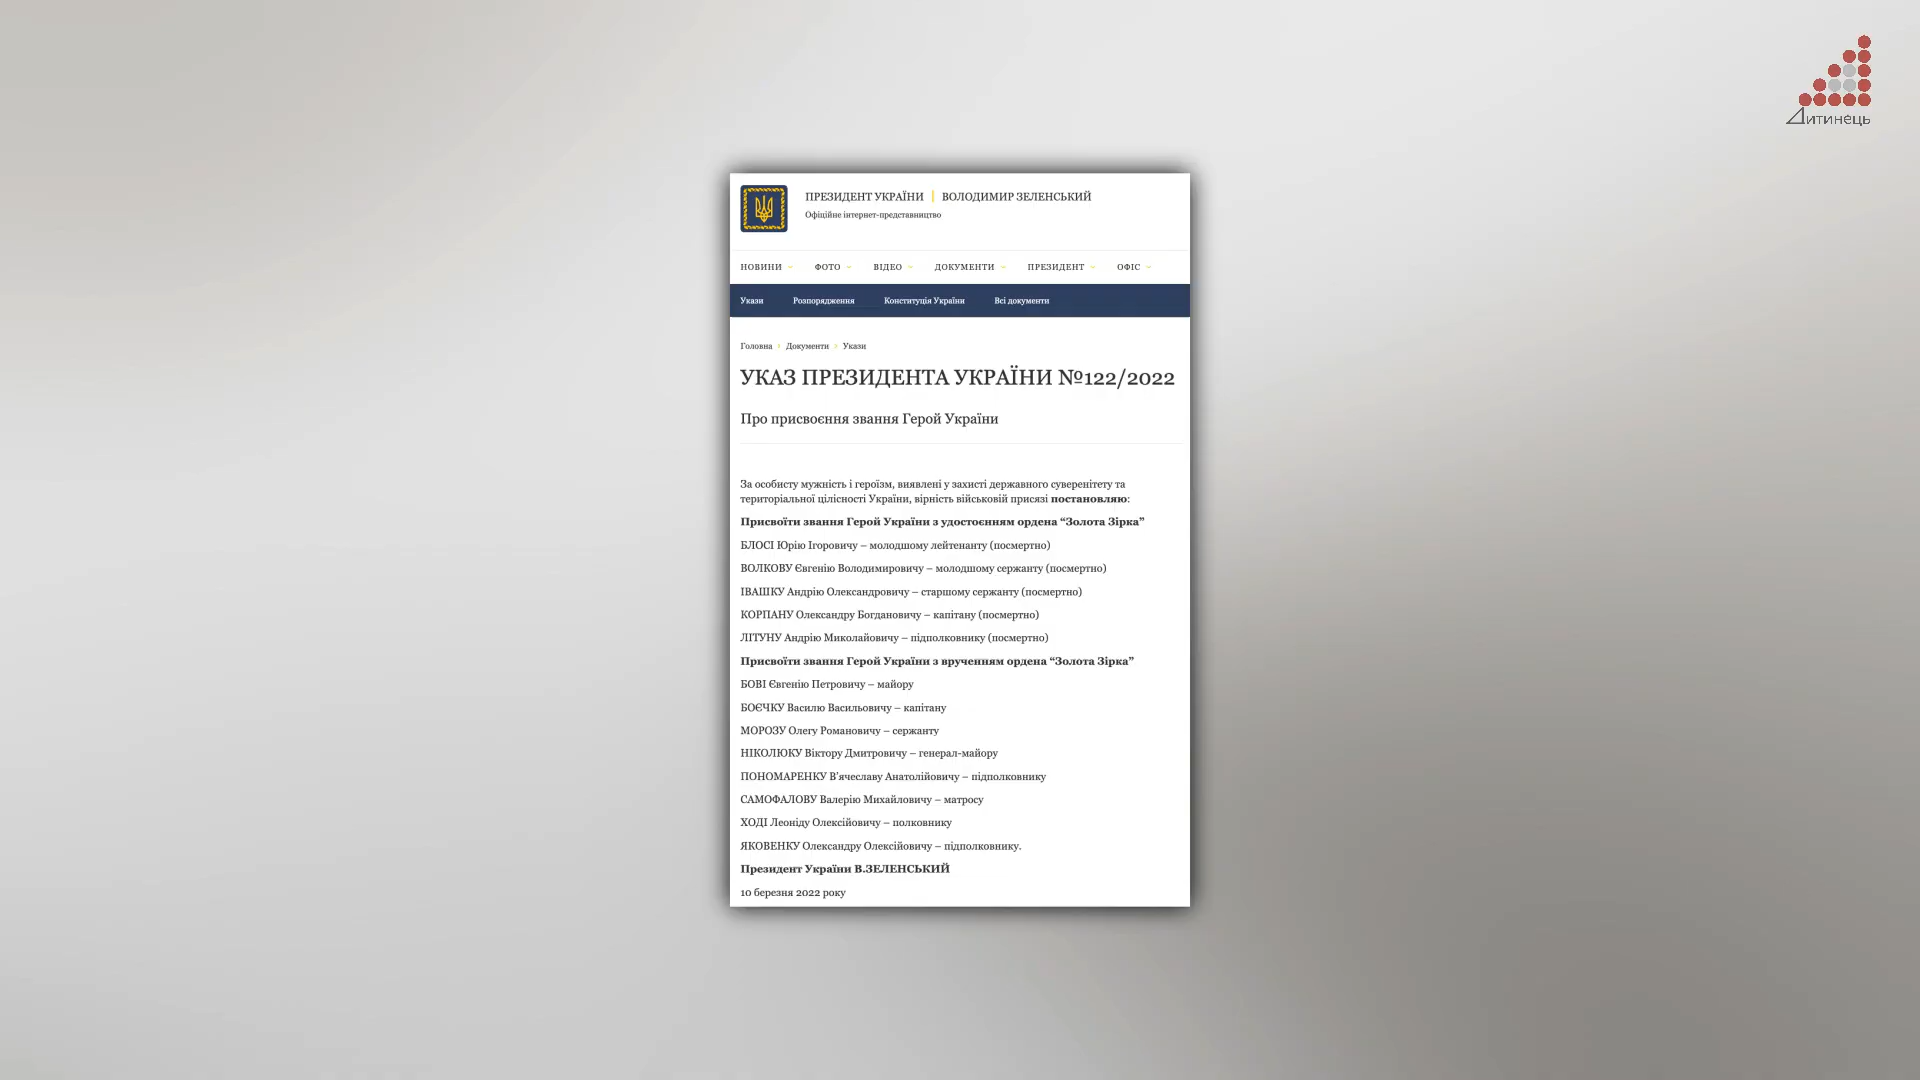 Дитинець
ПРЕЗИДЕНТ УКРАЇНИ | ВОЛОДИМИР ЗЕЛЕНСЬКИЙ
Офіційне інтернет-представництво
НОВИНИ ФОТО ВІДЕО ДОКУМЕНТИ ПРЕЗИДЕНТ ОФІС
Укази Розпорядження Конституція України Всі документи
Головна › Документи › Укази
УКАЗ ПРЕЗИДЕНТА УКРАЇНИ №122/2022
Про присвоєння звання Герой України
За особисту мужність і героїзм, виявлені у захисті державного суверенітету та
територіальної цілісності України, вірність військовій присязі постановляю:
Присвоїти звання Герой України з удостоєнням ордена “Золота Зірка”
БЛОСІ Юрію Ігоровичу – молодшому лейтенанту (посмертно)
ВОЛКОВУ Євгенію Володимировичу – молодшому сержанту (посмертно)
ІВАШКУ Андрію Олександровичу – старшому сержанту (посмертно)
КОРПАНУ Олександру Богдановичу – капітану (посмертно)
ЛІТУНУ Андрію Миколайовичу – підполковнику (посмертно)
Присвоїти звання Герой України з врученням ордена “Золота Зірка”
БОВІ Євгенію Петровичу – майору
БОЄЧКУ Василю Васильовичу – капітану
МОРОЗУ Олегу Романовичу – сержанту
НІКОЛЮКУ Віктору Дмитровичу – генерал-майору
ПОНОМАРЕНКУ В’ячеславу Анатолійовичу – підполковнику
САМОФАЛОВУ Валерію Михайловичу – матросу
ХОДІ Леоніду Олексійовичу – полковнику
ЯКОВЕНКУ Олександру Олексійовичу – підполковнику.
Президент України В.ЗЕЛЕНСЬКИЙ
10 березня 2022 року